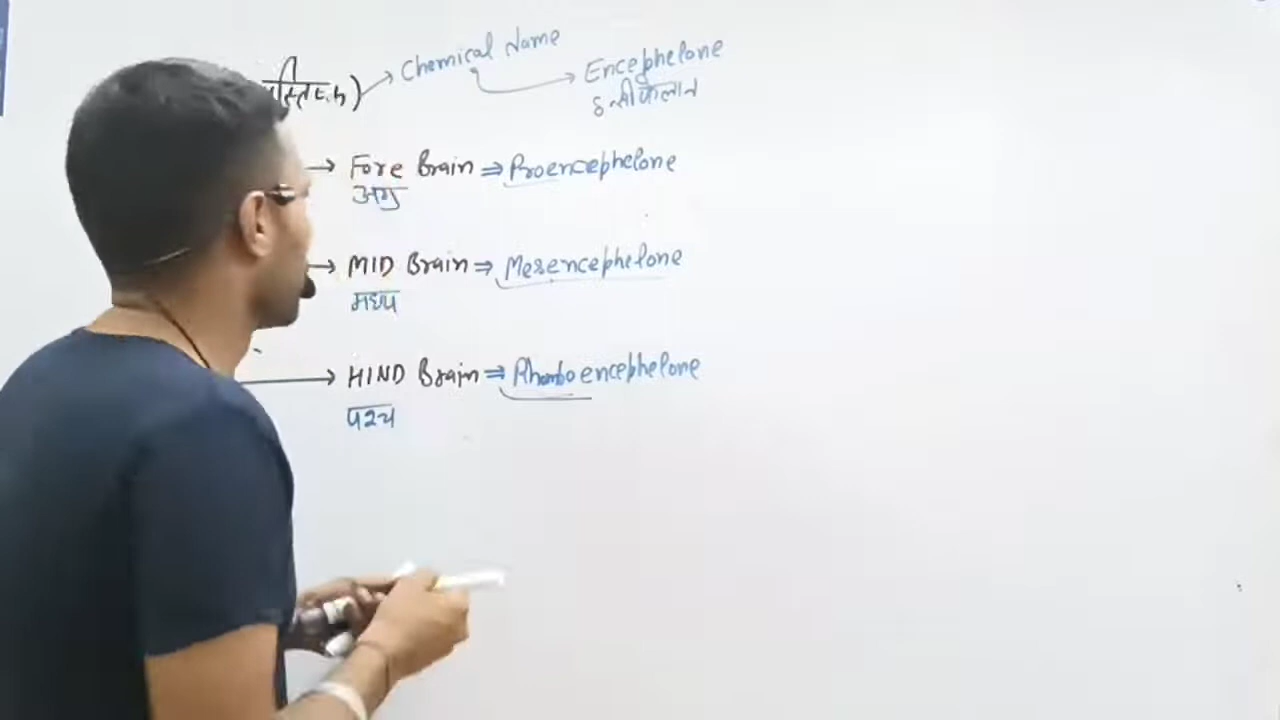 Chemical Name → Encephelone
इन्सीफेलान
→ Fore Brain ⇒ Proencephelone
अग्र
→ MID Brain ⇒ Mesencephelone
मध्य
→ HIND Brain ⇒ Rhomboencephelone
पश्च